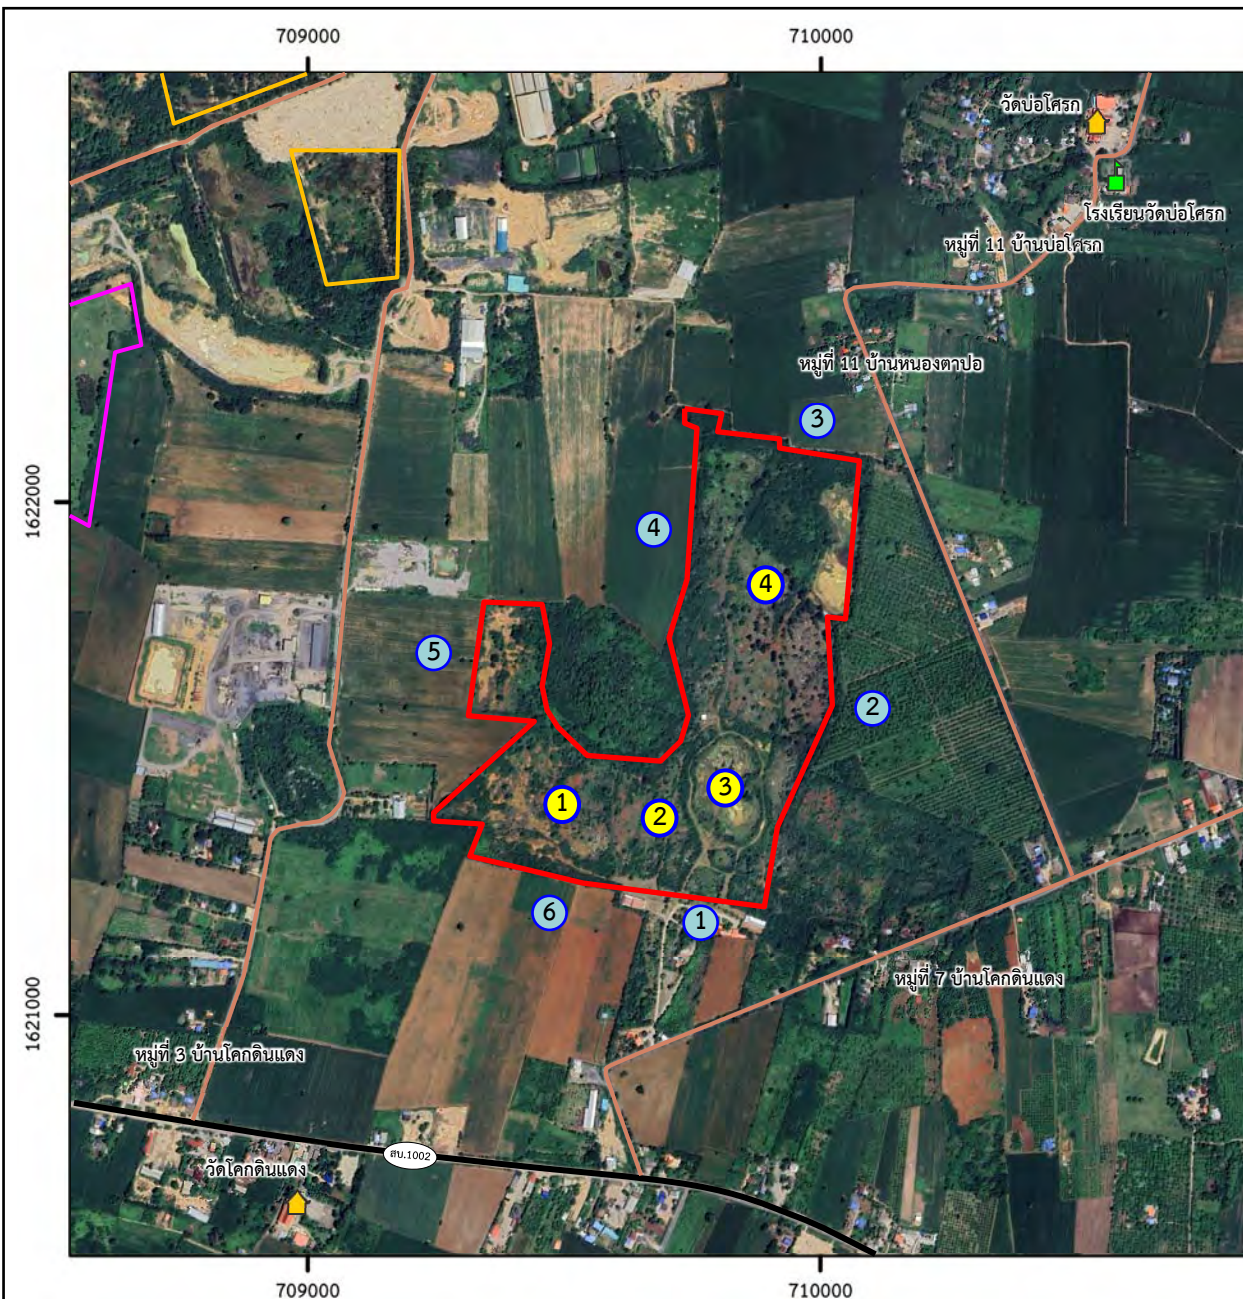 709000
710000
วัดบ่อโศรก
โรงเรียนวัดบ่อโศรก
หมู่ที่ 11 บ้านบ่อโศรก
หมู่ที่ 11 บ้านหนองตาปอ
3
1622000
4
4
5
2
3
1
2
6
1
หมู่ที่ 7 บ้านโคกดินแดง
1621000
หมู่ที่ 3 บ้านโคกดินแดง
สบ.1002
วัดโคกดินแดง
709000
710000